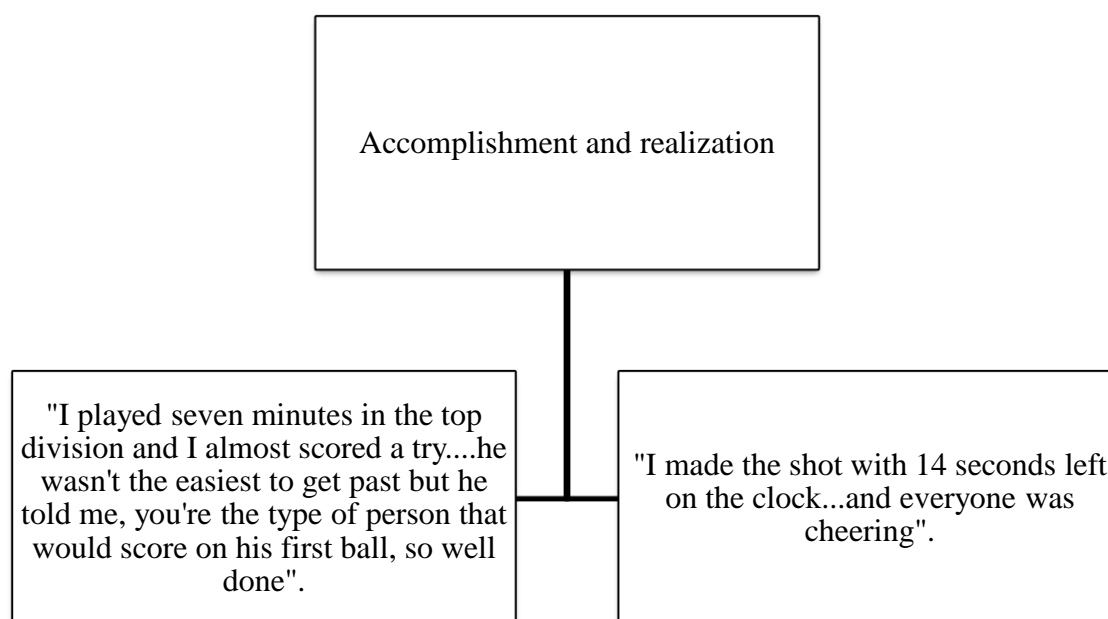 Accomplishment and realization
"I played seven minutes in the top
division and I almost scored a try....he
wasn't the easiest to get past but he
told me, you're the type of person that
would score on his first ball, so well
done".
"I made the shot with 14 seconds left
on the clock...and everyone was
cheering".